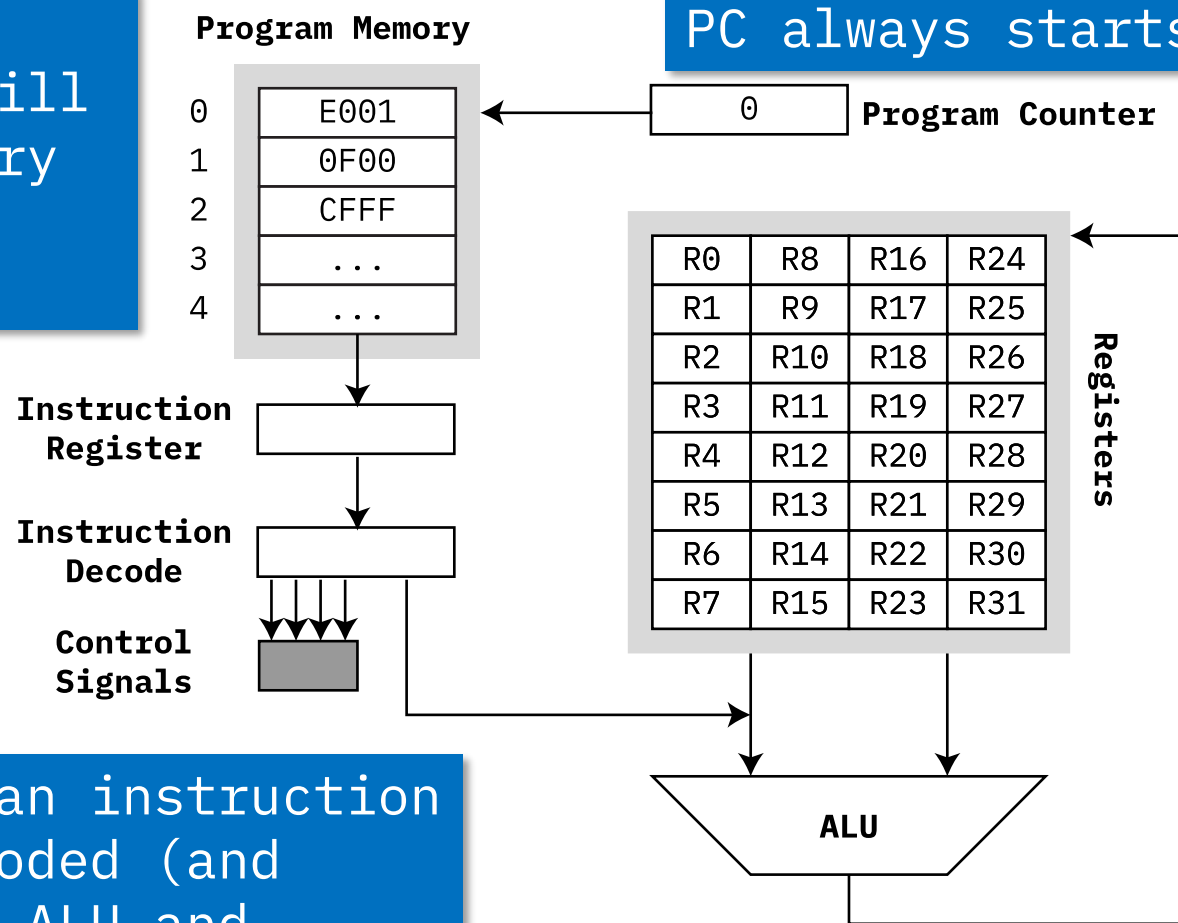 Program Memory
PC always starts
ill
ry
0 E001
1 0F00
2 CFFF
3 ...
4 ...
0 Program Counter
R0 R8 R16 R24
R1 R9 R17 R25
R2 R10 R18 R26
R3 R11 R19 R27
R4 R12 R20 R28
R5 R13 R21 R29
R6 R14 R22 R30
R7 R15 R23 R31
Registers
Instruction
Register
Instruction
Decode
Control
Signals
an instruction
oded (and
ALU and
ALU